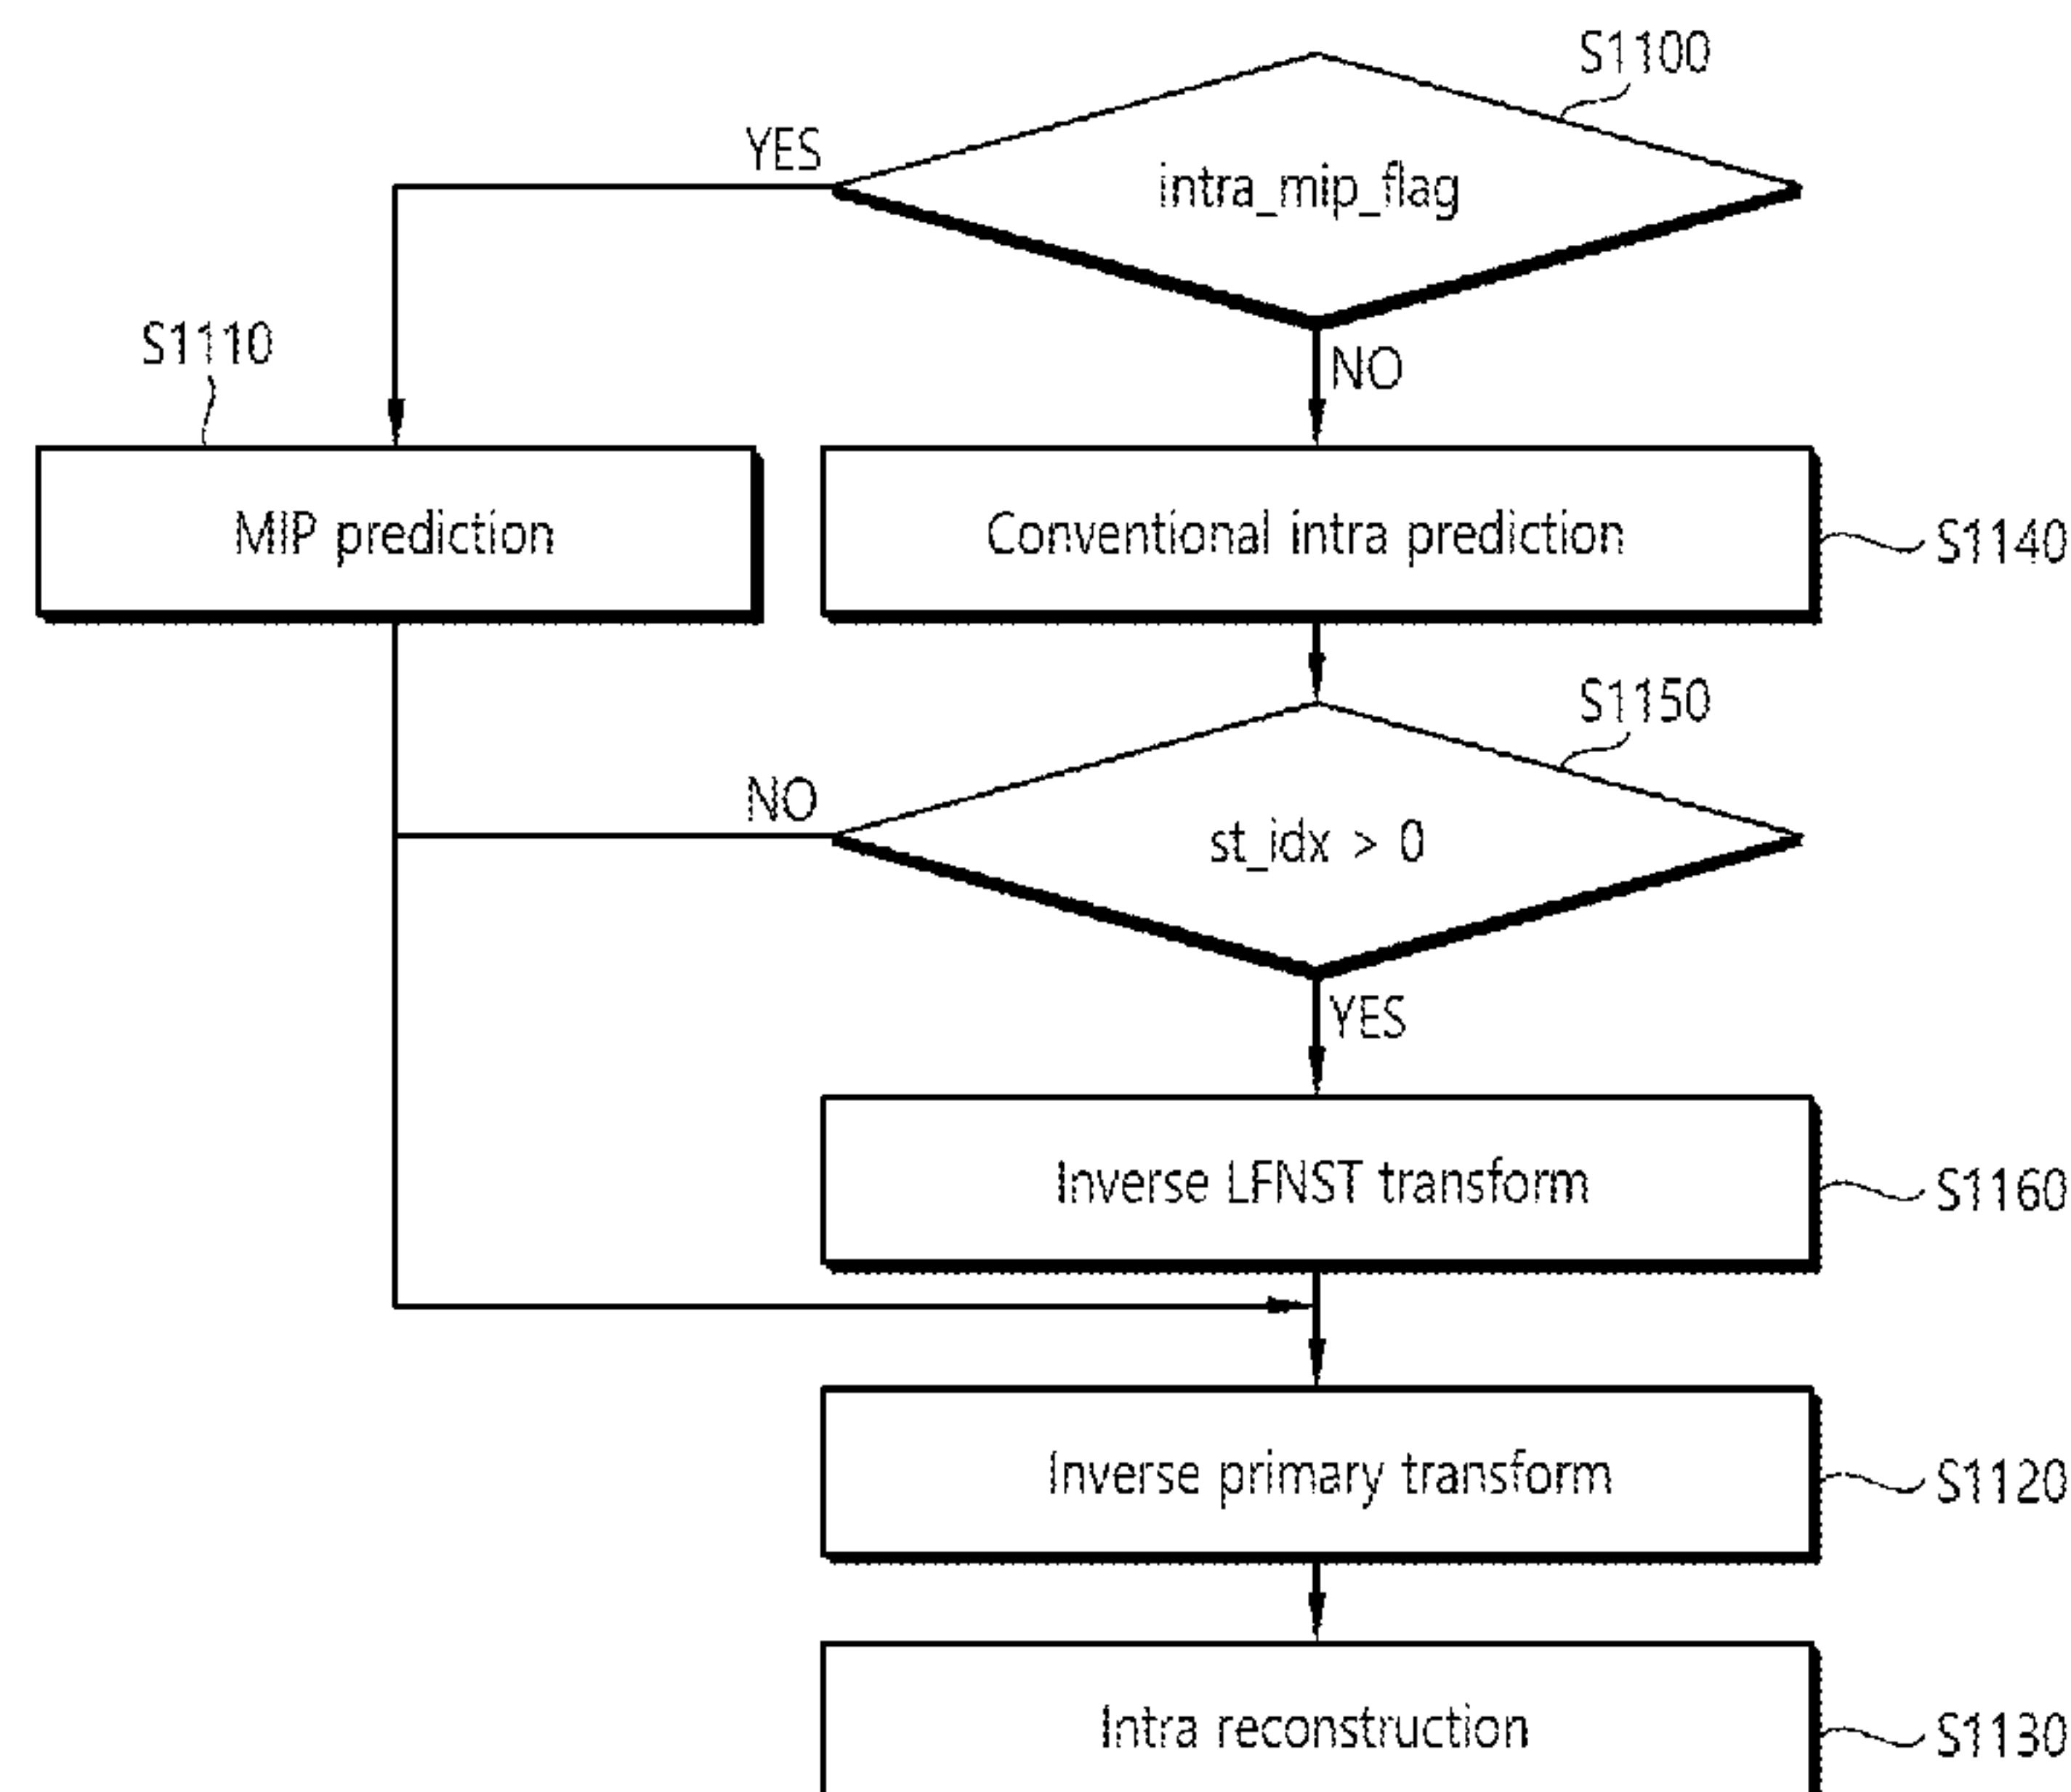 S1100
YES
intra_mip_flag
S1110
NO
MIP prediction
Conventional intra prediction
S1140
S1150
NO
st_idx > 0
YES
Inverse LFNST transform
S1160
Inverse primary transform
S1120
Intra reconstruction
S1130